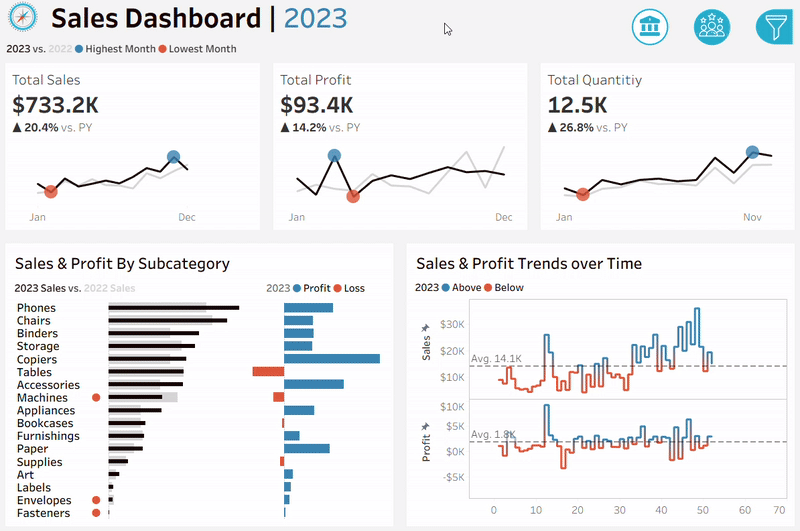 Sales Dashboard | 2023
2023 vs. 2022 Highest Month Lowest Month
Total Sales
$733.2K
▲ 20.4% vs. PY
Jan Dec
Total Profit
$93.4K
▲ 14.2% vs. PY
Jan Dec
Total Quantitiy
12.5K
▲ 26.8% vs. PY
Jan Nov
Sales & Profit By Subcategory
2023 Sales vs. 2022 Sales 2023 Profit Loss
Phones
Chairs
Binders
Storage
Copiers
Tables
Accessories
Machines
Appliances
Bookcases
Furnishings
Paper
Supplies
Art
Labels
Envelopes
Fasteners
Sales & Profit Trends over Time
2023 Above Below
Sales
$30K
$20K
$10K
Avg. 14.1K
Profit
$10K
$5K
$0K
-$5K
Avg. 1.8K
0 10 20 30 40 50 60 70